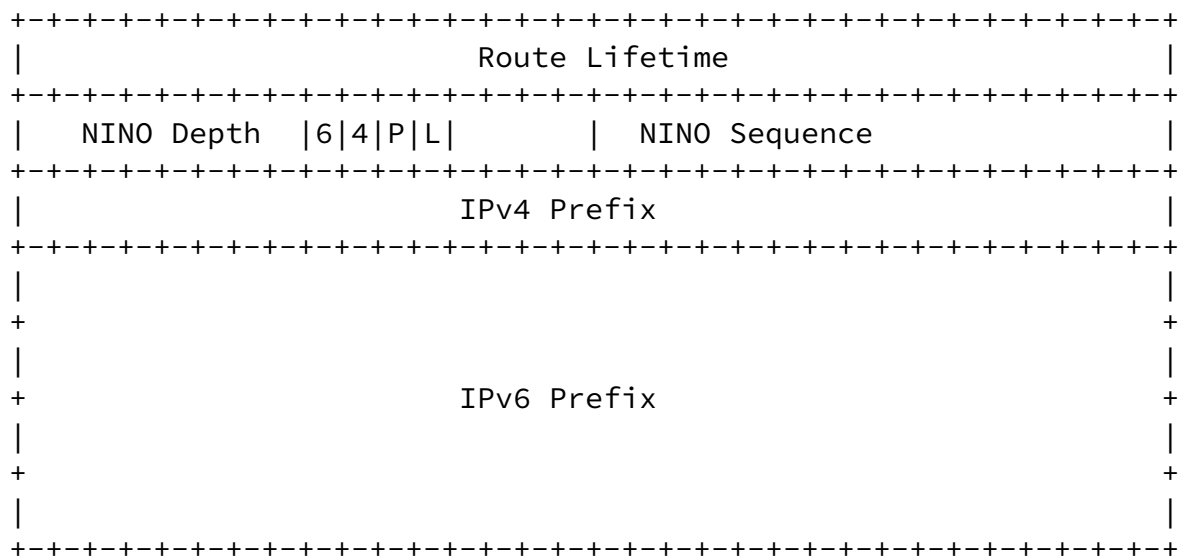 +-+-+-+-+-+-+-+-+-+-+-+-+-+-+-+-+-+-+-+-+-+-+-+-+-+-+-+-+-+-+-+-+
|                         Route Lifetime                        |
+-+-+-+-+-+-+-+-+-+-+-+-+-+-+-+-+-+-+-+-+-+-+-+-+-+-+-+-+-+-+-+-+
|   NINO Depth  |6|4|P|L|       |  NINO Sequence                |
+-+-+-+-+-+-+-+-+-+-+-+-+-+-+-+-+-+-+-+-+-+-+-+-+-+-+-+-+-+-+-+-+
|                        IPv4 Prefix                            |
+-+-+-+-+-+-+-+-+-+-+-+-+-+-+-+-+-+-+-+-+-+-+-+-+-+-+-+-+-+-+-+-+
|                                                               |
+                                                               +
|                                                               |
+                        IPv6 Prefix                            +
|                                                               |
+                                                               +
|                                                               |
+-+-+-+-+-+-+-+-+-+-+-+-+-+-+-+-+-+-+-+-+-+-+-+-+-+-+-+-+-+-+-+-+